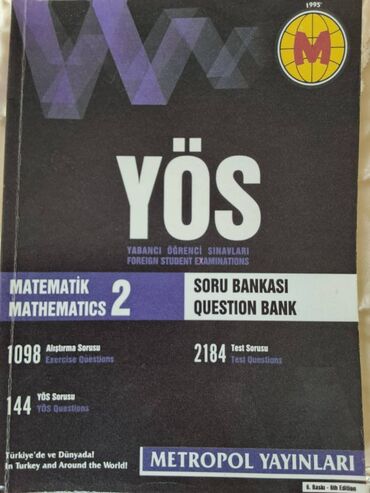 1995
M
YÖS
YABANCI ÖĞRENCİ SINAVLARI
FOREIGN STUDENT EXAMINATIONS
MATEMATİK
MATHEMATICS 2
SORU BANKASI
QUESTION BANK
1098 Alıştırma Sorusu
Exercise Questions
2184 Test Sorusu
Test Questions
144 YÖS Sorusu
YÖS Questions
Türkiye'de ve Dünyada!
In Turkey and Around the World!
METROPOL YAYINLARI
6. Baskı - 6th Edition